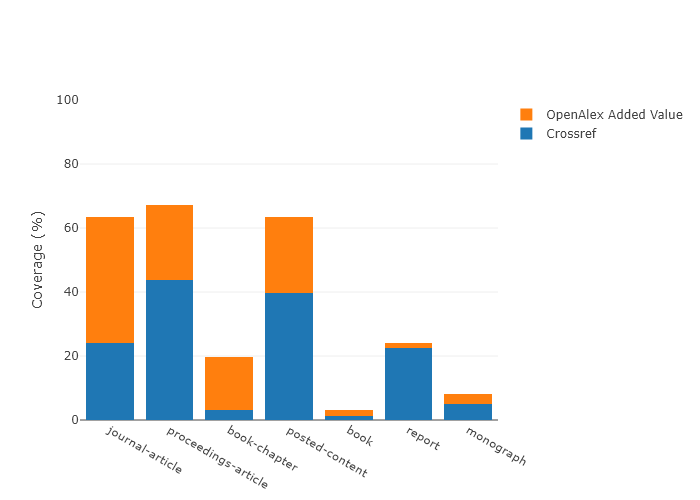 100
80
60
40
20
0
Coverage (%)
journal-article
proceedings-article
book-chapter
posted-content
book
report
monograph
OpenAlex Added Value
Crossref